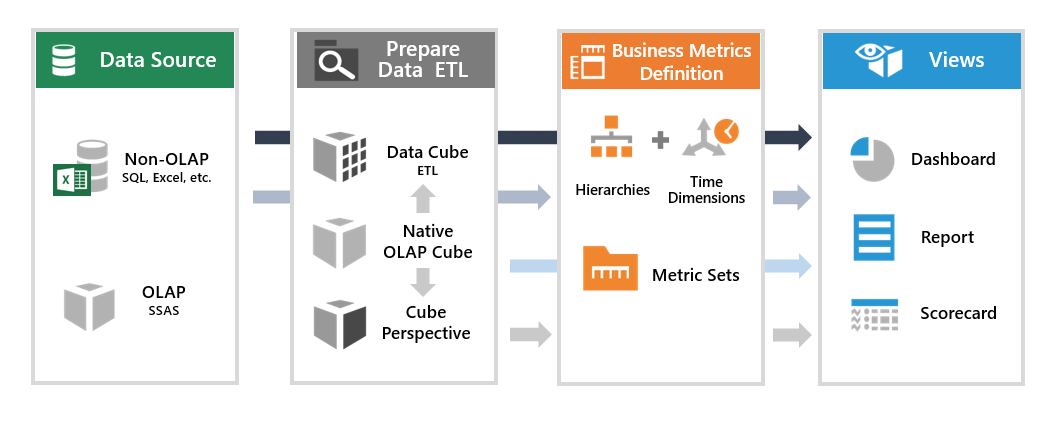 Data Source
Non-OLAP
SQL, Excel, etc.
OLAP
SSAS
Prepare
Data ETL
Data Cube
ETL
Native
OLAP Cube
Cube
Perspective
Business Metrics
Definition
Hierarchies
Time
Dimensions
Metric Sets
Views
Dashboard
Report
Scorecard